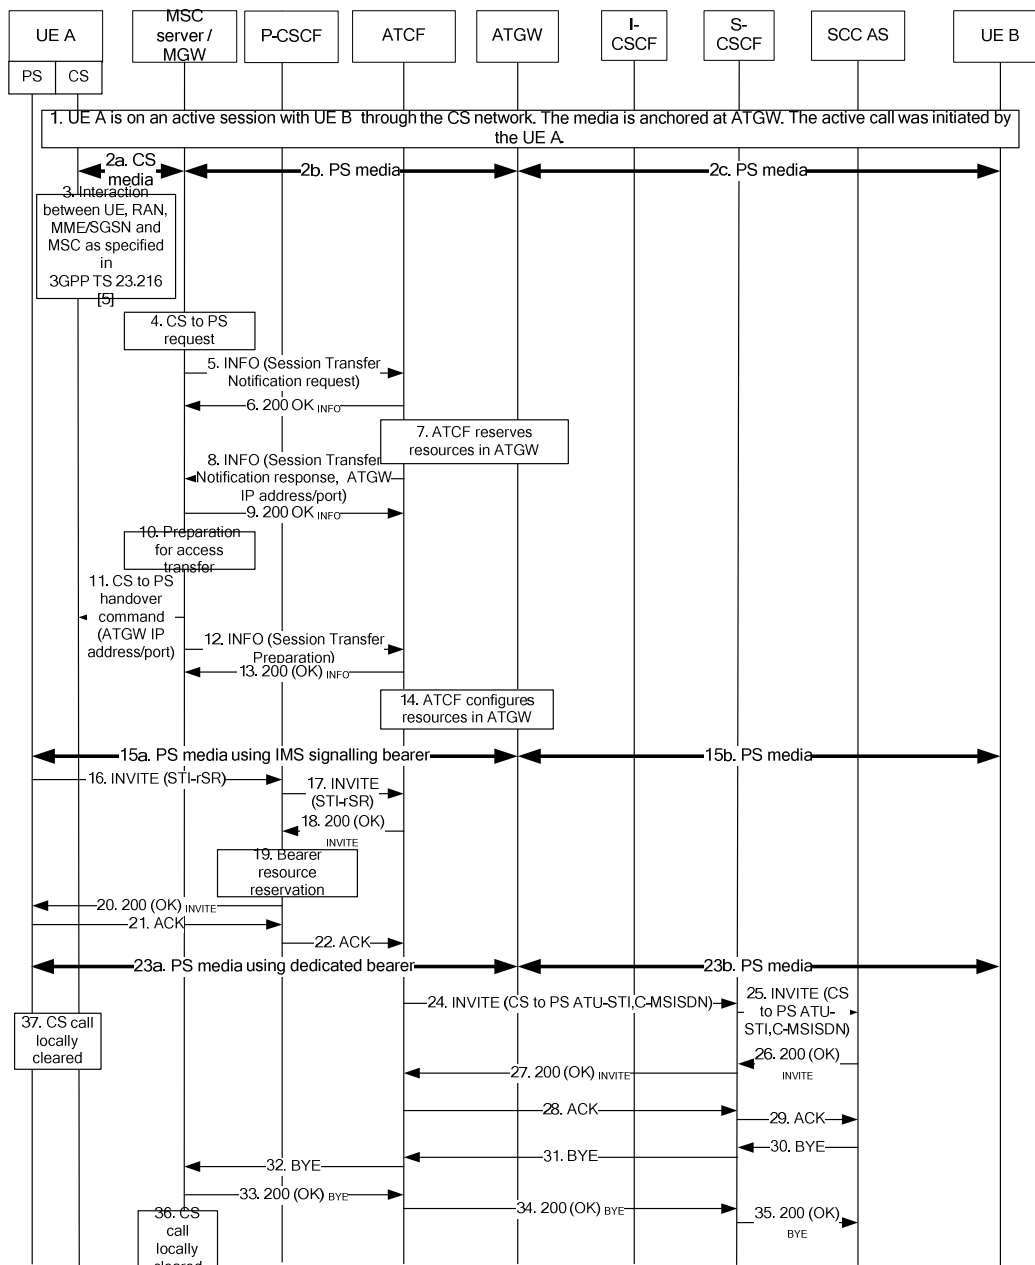 UE A
MSC
server /
MGW
P-CSCF
ATCF
ATGW
I-
CSCF
S-
CSCF
SCC AS
UE B
PS
CS
1. UE A is on an active session with UE B through the CS network. The media is anchored at ATGW. The active call was initiated by
the UE A.
2a. CS
media
2b. PS media
2c. PS media
3. Interaction
between UE, RAN,
MME/SGSN and
MSC as specified
in
3GPP TS 23.216
[5]
4. CS to PS
request
5. INFO (Session Transfer
Notification request)
6. 200 OK INFO
7. ATCF reserves
resources in ATGW
8. INFO (Session Transfer
Notification response, ATGW
IP address/port)
9. 200 OK INFO
10. Preparation
for access
transfer
11. CS to PS
handover
command
(ATGW IP
address/port)
12. INFO (Session Transfer
Preparation)
13. 200 (OK) INFO
14. ATCF configures
resources in ATGW
15a. PS media using IMS signalling bearer
15b. PS media
16. INVITE (STI-rSR)
17. INVITE
(STI-rSR)
18. 200 (OK)
INVITE
19. Bearer
resource
reservation
20. 200 (OK) INVITE
21. ACK
22. ACK
23a. PS media using dedicated bearer
23b. PS media
24. INVITE (CS to PS ATU-STI,C-MSISDN)
25. INVITE (CS
to PS ATU-
STI,C-MSISDN)
37. CS call
locally
cleared
26. 200 (OK)
INVITE
27. 200 (OK) INVITE
28. ACK
29. ACK
30. BYE
31. BYE
32. BYE
33. 200 (OK) BYE
34. 200 (OK) BYE
35. 200 (OK)
BYE
36. CS
call
locally
cleared